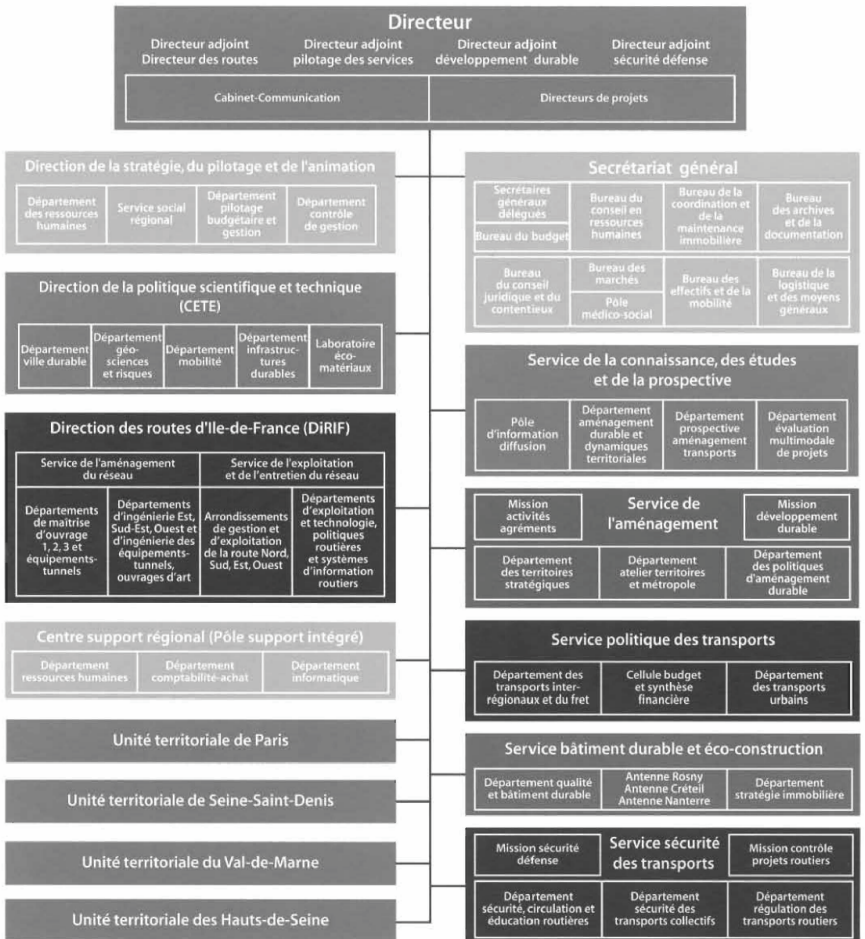 Directeur
Directeur adjoint
Directeur des routes
Directeur adjoint
pilotage des services
Directeur adjoint
développement durable
Directeur adjoint
sécurité défense
Cabinet-Communication
Directeurs de projets
Direction de la stratégie, du pilotage et de l'animation
Département
des ressources
humaines
Service social
régional
Département
pilotage
budgétaire et
gestion
Département
contrôle
de gestion
Direction de la politique scientifique et technique
(CETE)
Département
ville durable
Département
géo-
sciences
et risques
Département
mobilité
Département
infrastruc-
tures
durables
Laboratoire
éco-
matériaux
Direction des routes d'Ile-de-France (DiRIF)
Service de l'aménagement
du réseau
Service de l'exploitation
et de l'entretien du réseau
Départements
de maîtrise
d'ouvrage
1, 2, 3 et
équipements-
tunnels
Départements
d'ingénierie Est,
Sud-Est, Ouest et
d'ingénierie des
équipements-
tunnels,
ouvrages d'art
Arrondissements
de gestion et
d'exploitation
de la route Nord,
Sud, Est, Ouest
Départements
d'exploitation
et technologie,
politiques
routières
et systèmes
d'information
routiers
Centre support régional (Pôle support intégré)
Département
ressources humaines
Département
comptabilité-achat
Département
informatique
Unité territoriale de Paris
Unité territoriale de Seine-Saint-Denis
Unité territoriale du Val-de-Marne
Unité territoriale des Hauts-de-Seine
Secrétariat général
Secrétaires
généraux
délégués
Bureau du budget
Bureau du
conseil en
ressources
humaines
Bureau de la
coordination et
de la
maintenance
immobilière
Bureau
des archives
et de la
documentation
Bureau
du conseil
juridique et du
contentieux
Bureau des
marchés
Pôle
médico-social
Bureau des
effectifs et de la
mobilité
Bureau de la
logistique
et des moyens
généraux
Service de la connaissance, des études
et de la prospective
Pôle
d'information
diffusion
Département
aménagement
durable et
dynamiques
territoriales
Département
prospective
aménagement
transports
Département
évaluation
multimodale
de projets
Mission
activités
agréments
Service de
l'aménagement
Mission
développement
durable
Département
des territoires
stratégiques
Département
atelier territoires
et métropole
Département
des politiques
d'aménagement
durable
Service politique des transports
Département des
transports inter-
régionaux et du fret
Cellule budget
et synthèse
financière
Département
des transports
urbains
Service bâtiment durable et éco-construction
Département qualité
et bâtiment durable
Antenne Rosny
Antenne Créteil
Antenne Nanterre
Département
stratégie immobilière
Mission sécurité
défense
Service sécurité
des transports
Mission contrôle
projets routiers
Département
sécurité, circulation et
éducation routières
Département
sécurité des
transports collectifs
Département
régulation des
transports routiers